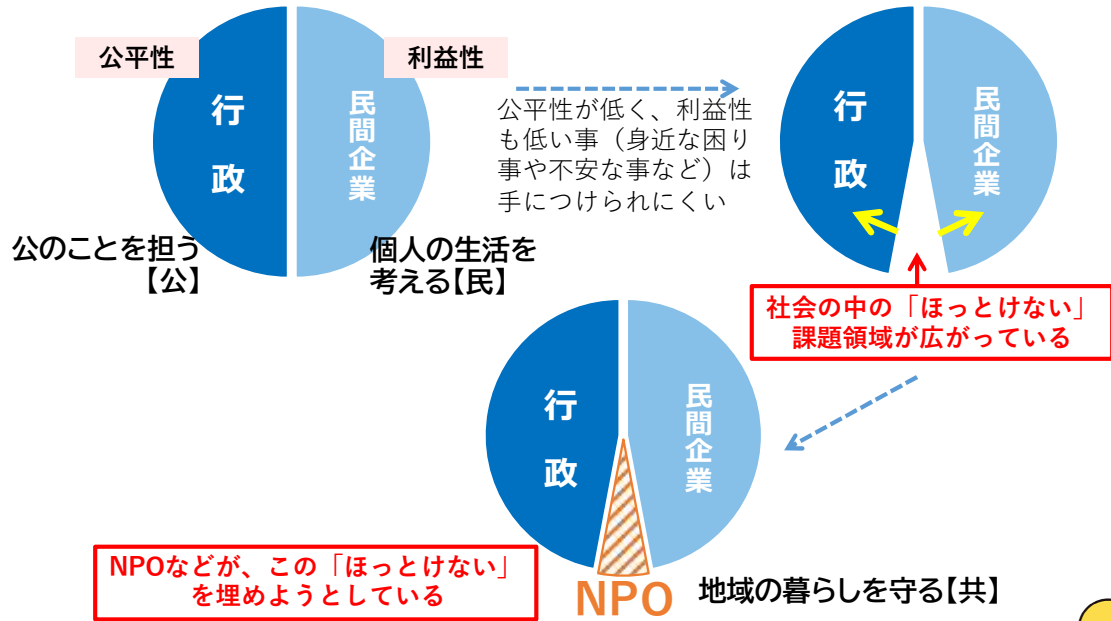 公平性
利益性
行政
民間企業
公のことを担う
【公】
個人の生活を
考える【民】
公平性が低く、利益性
も低い事（身近な困り
事や不安な事など）は
手につけられにくい
行政
民間企業
社会の中の「ほっとけない」
課題領域が広がっている
行政
民間企業
NPOなどが、この「ほっとけない」
を埋めようとしている
NPO
地域の暮らしを守る【共】